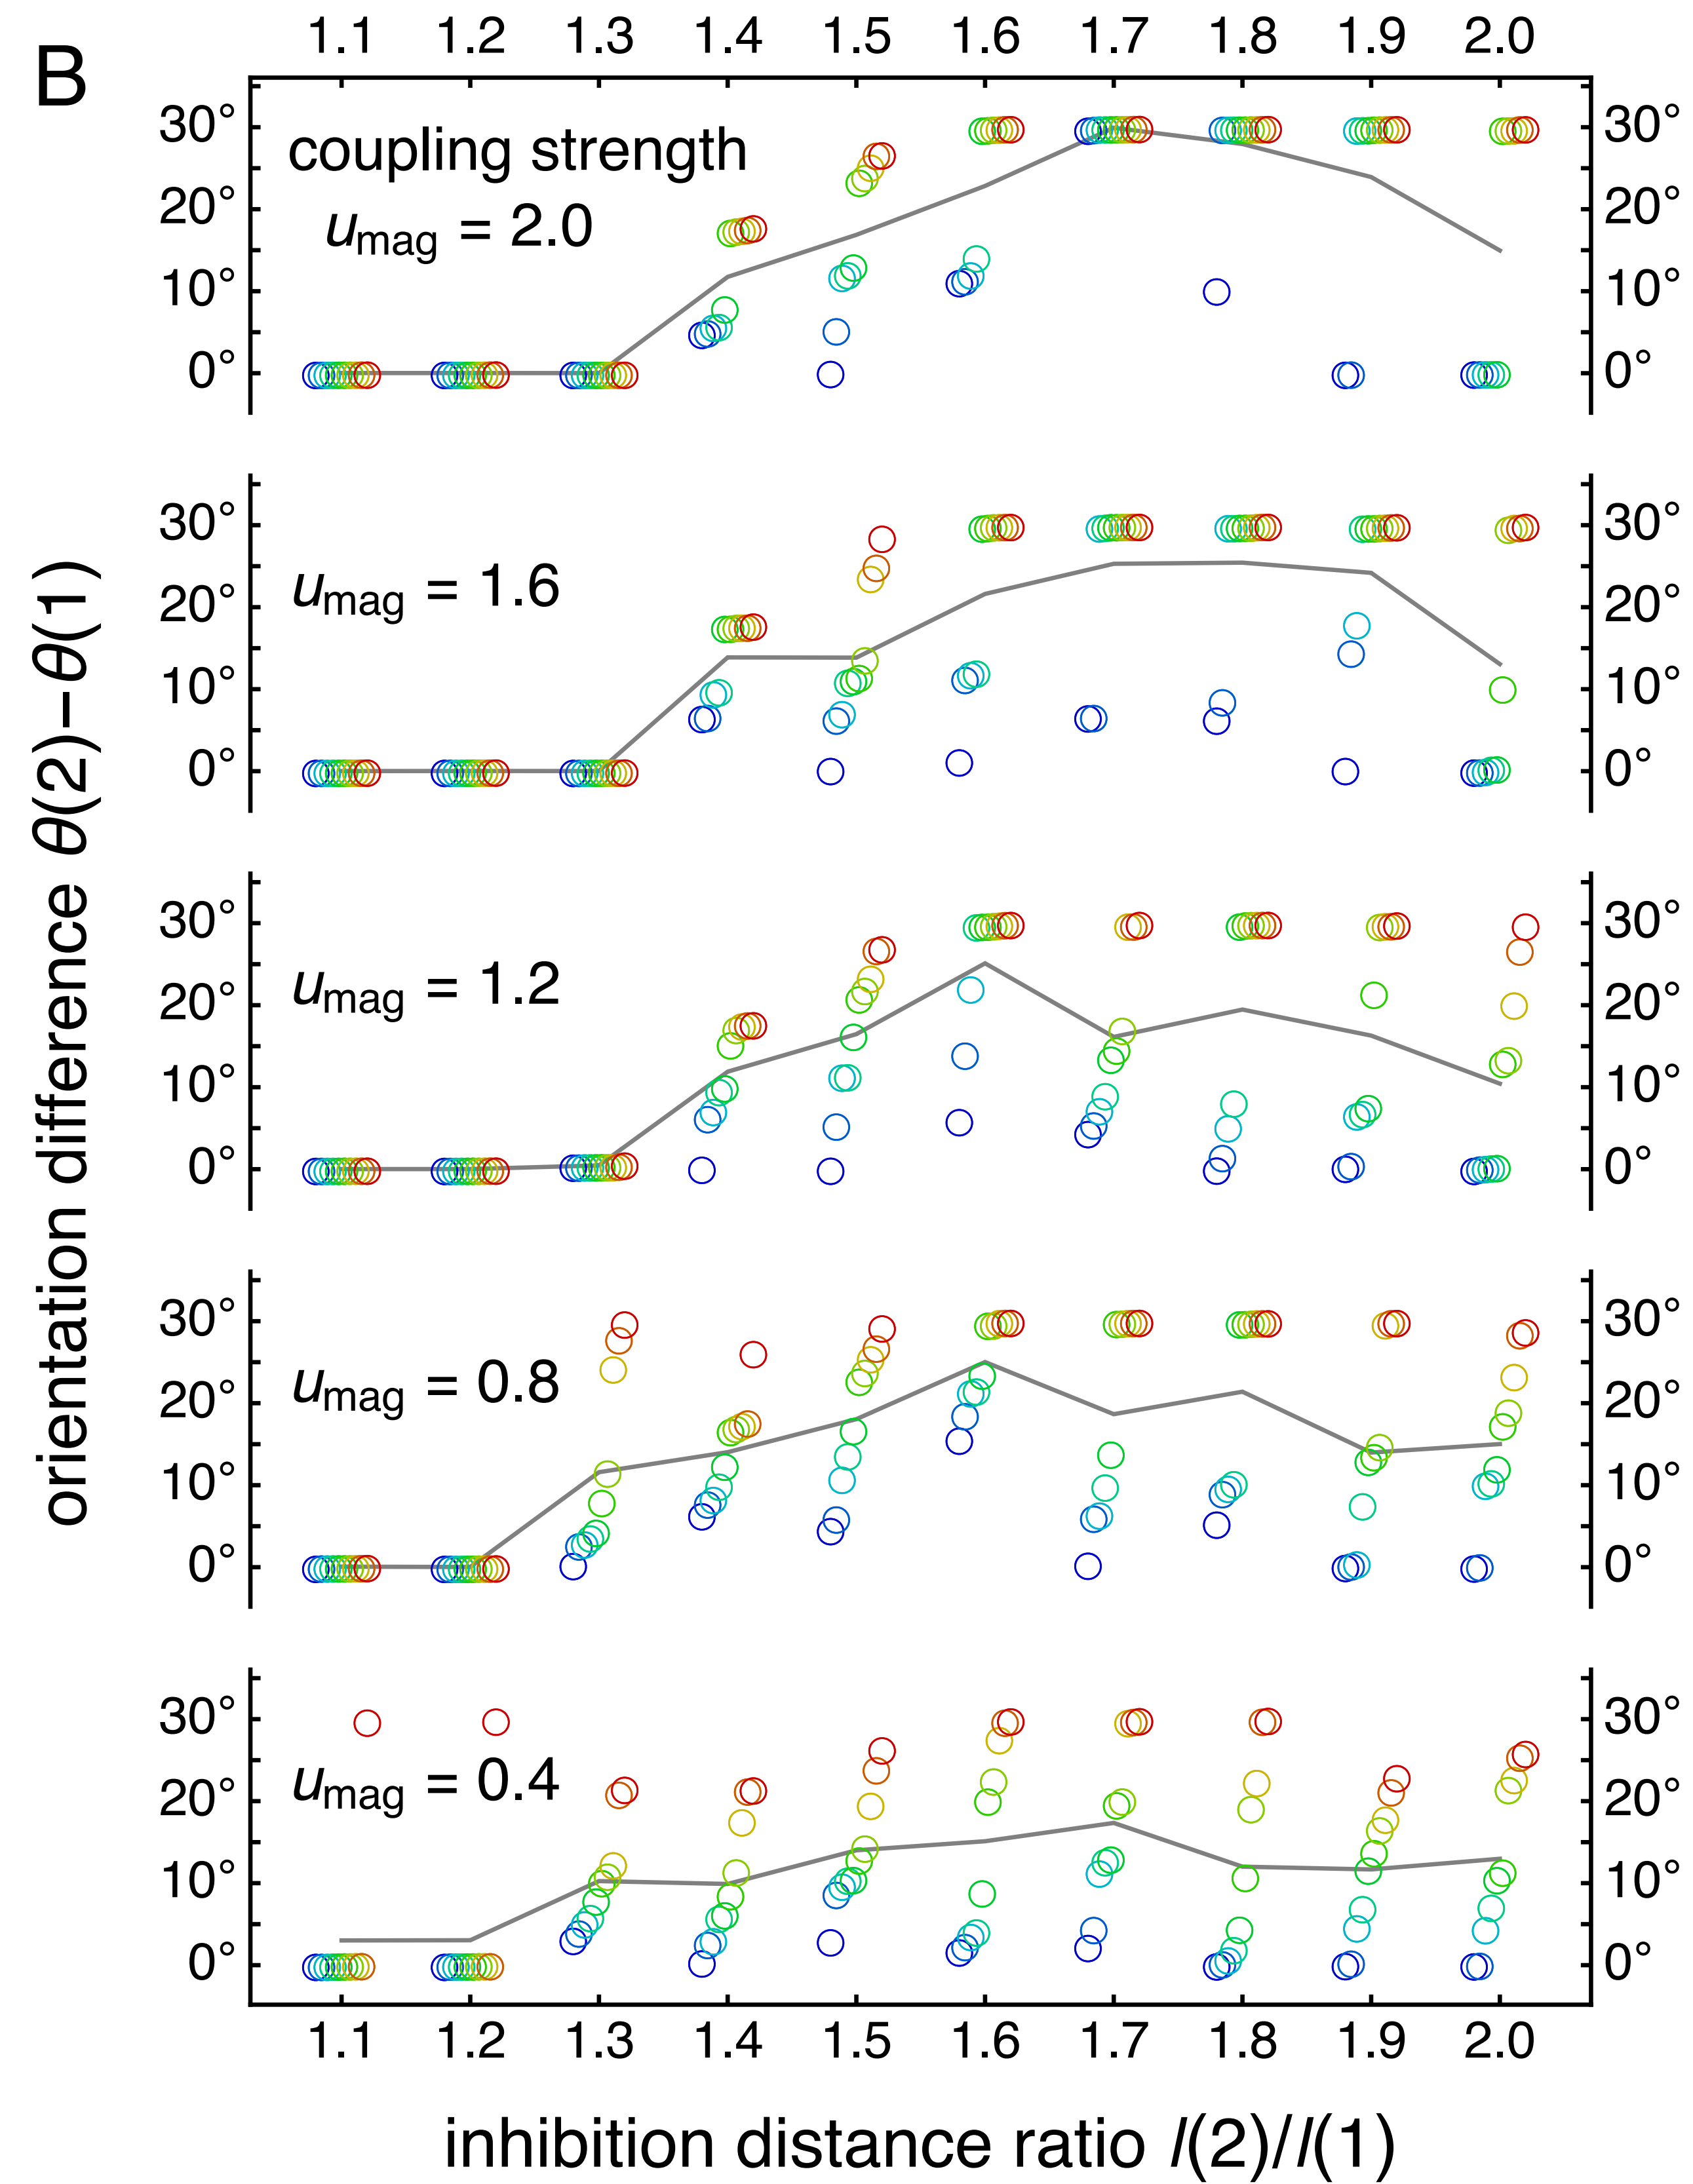 B
1.1 1.2 1.3 1.4 1.5 1.6 1.7 1.8 1.9 2.0
30° 30°
coupling strength
20° 20°
u_mag = 2.0
10° 10°
0° 0°
30° 30°
u_mag = 1.6
20° 20°
10° 10°
0° 0°
30° 30°
u_mag = 1.2
20° 20°
10° 10°
0° 0°
30° 30°
u_mag = 0.8
20° 20°
10° 10°
0° 0°
30° 30°
u_mag = 0.4
20° 20°
10° 10°
0° 0°
orientation difference θ(2)−θ(1)
1.1 1.2 1.3 1.4 1.5 1.6 1.7 1.8 1.9 2.0
inhibition distance ratio l(2)/l(1)